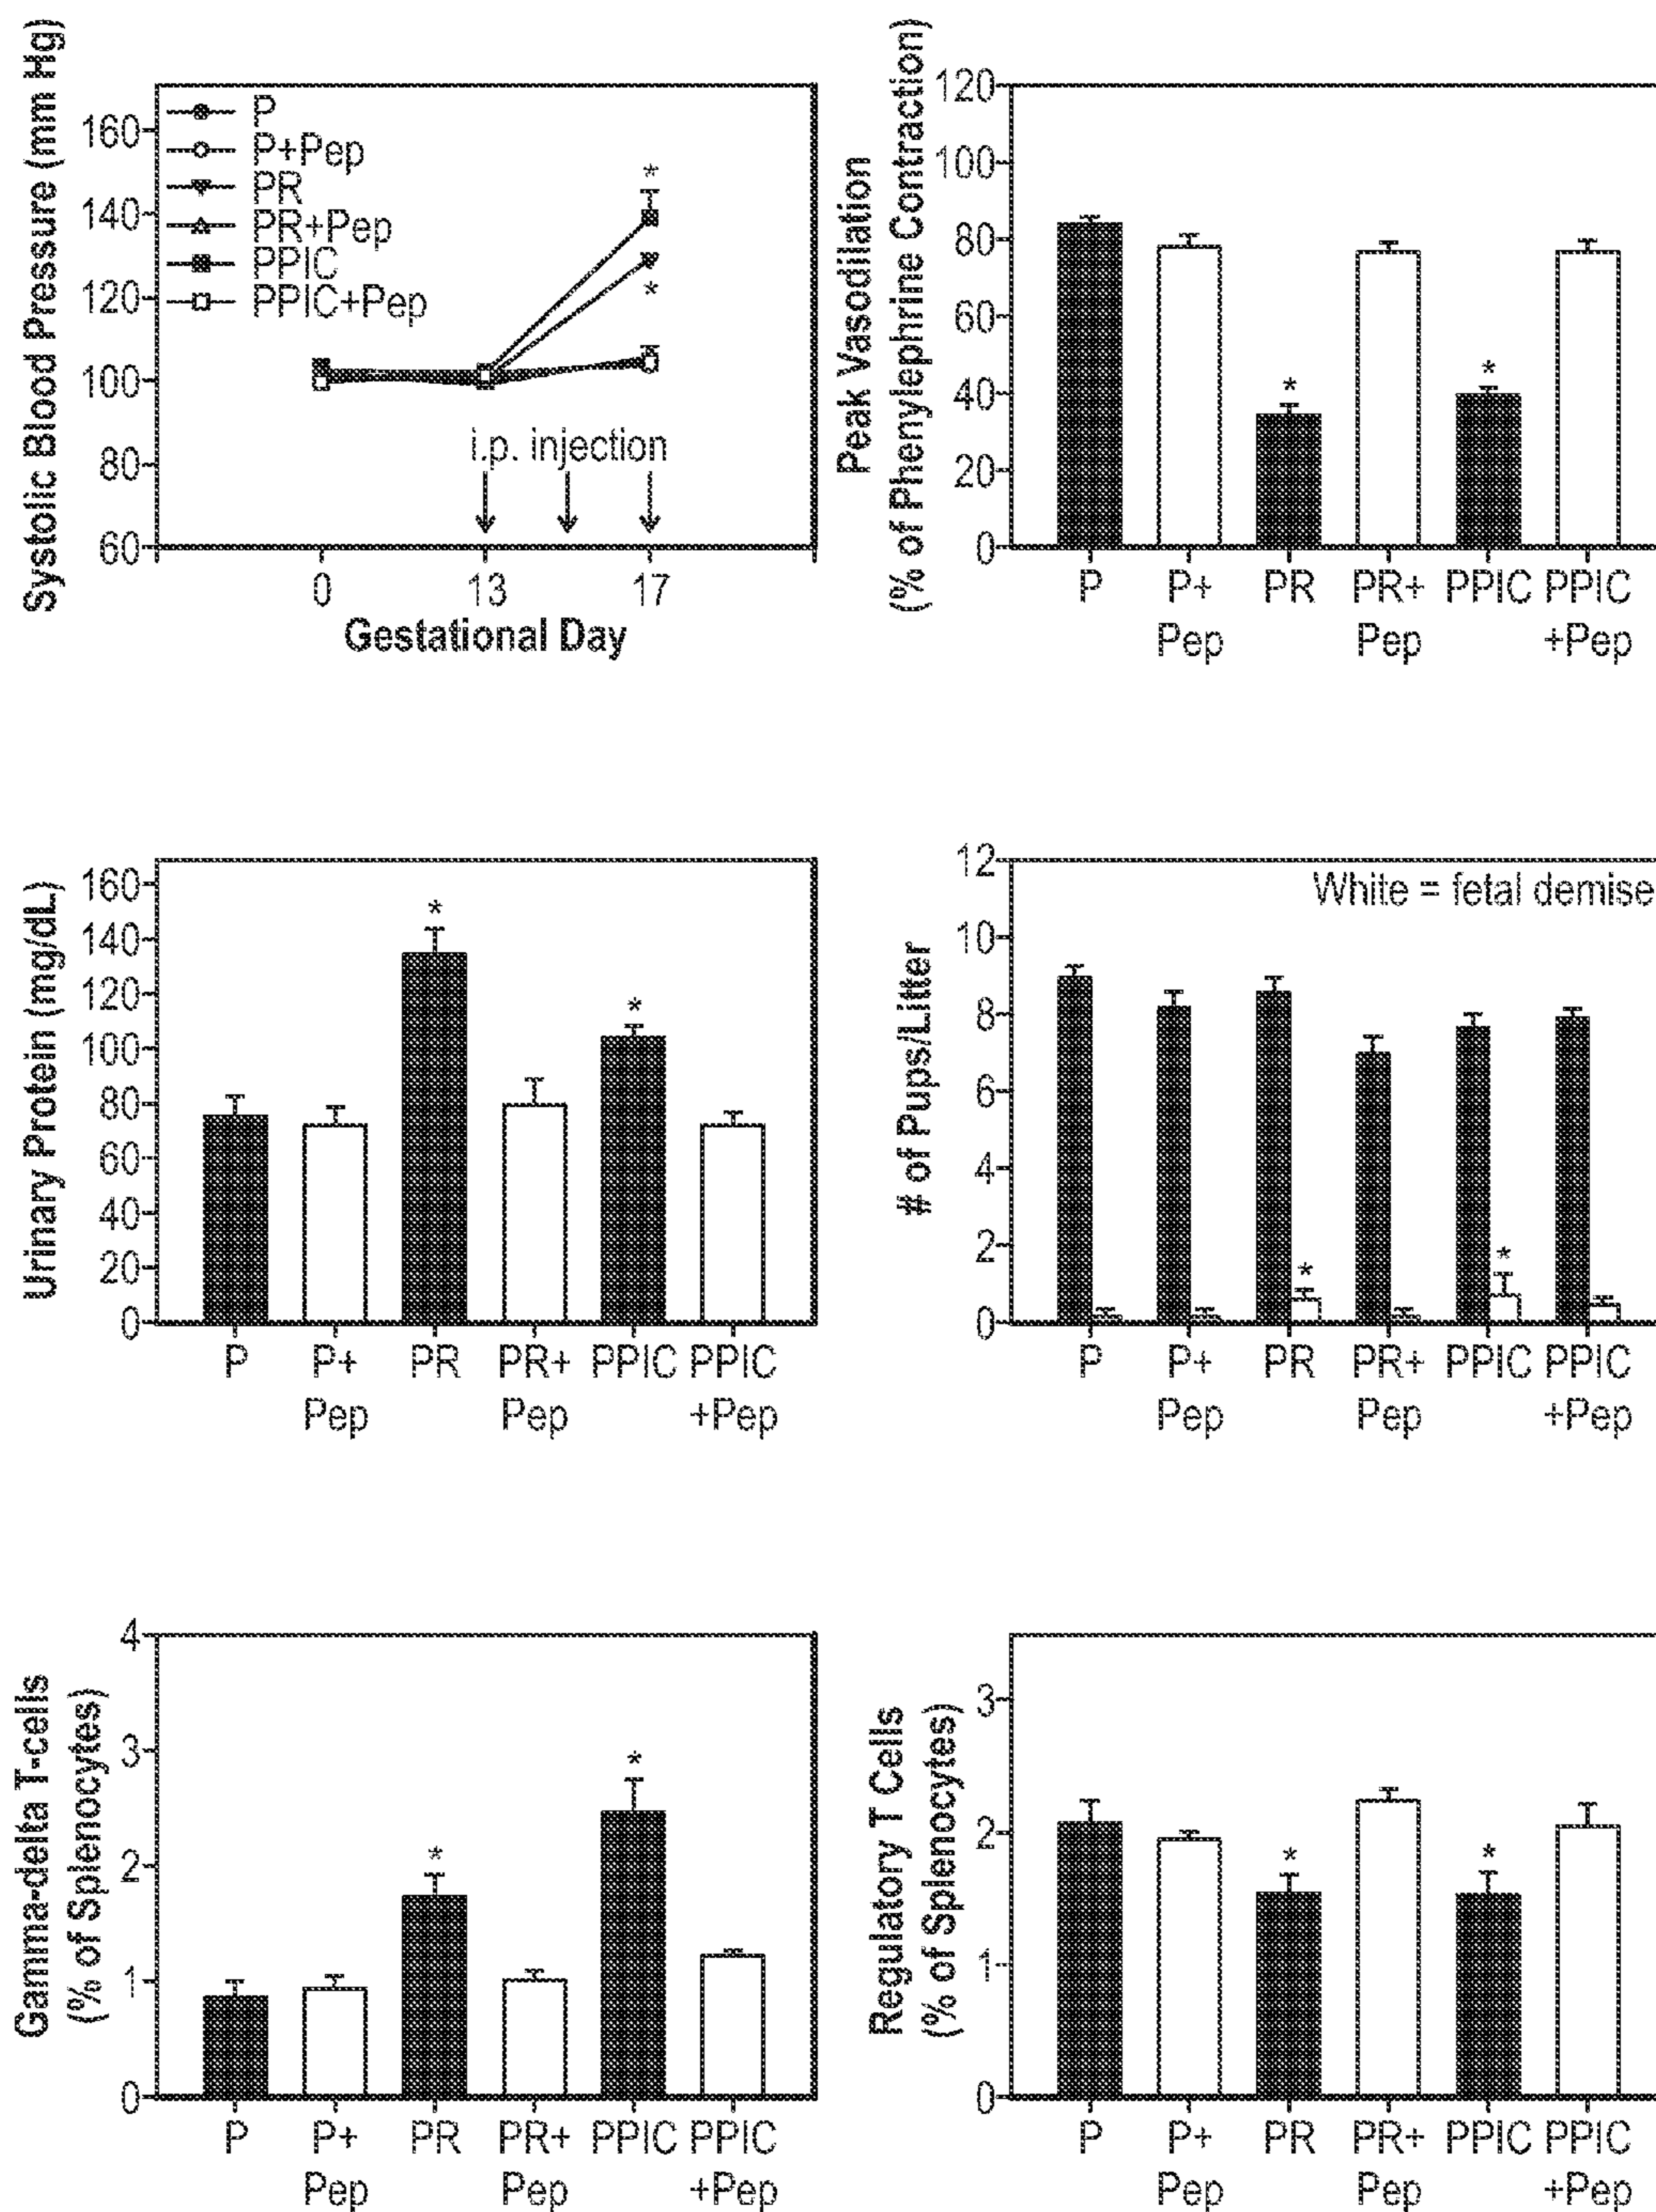 Systolic Blood Pressure (mm Hg)
160
140
120
100
80
60
P
P+Pep
PR
PR+Pep
PPIC
PPIC+Pep
*
*
i.p. injection
0 13 17
Gestational Day
Peak Vasodilation
(% of Phenylephrine Contraction)
120
100
80
60
40
20
0
* *
P P+ PR PR+ PPIC PPIC
Pep Pep +Pep
Urinary Protein (mg/dL)
160
140
120
100
80
60
40
20
0
* *
P P+ PR PR+ PPIC PPIC
Pep Pep +Pep
# of Pups/Litter
12
10
8
6
4
2
0
White = fetal demise
* *
P P+ PR PR+ PPIC PPIC
Pep Pep +Pep
Gamma-delta T-cells
(% of Splenocytes)
4
3
2
1
0
* *
P P+ PR PR+ PPIC PPIC
Pep Pep +Pep
Regulatory T Cells
(% of Splenocytes)
3
2
1
0
* *
P P+ PR PR+ PPIC PPIC
Pep Pep +Pep